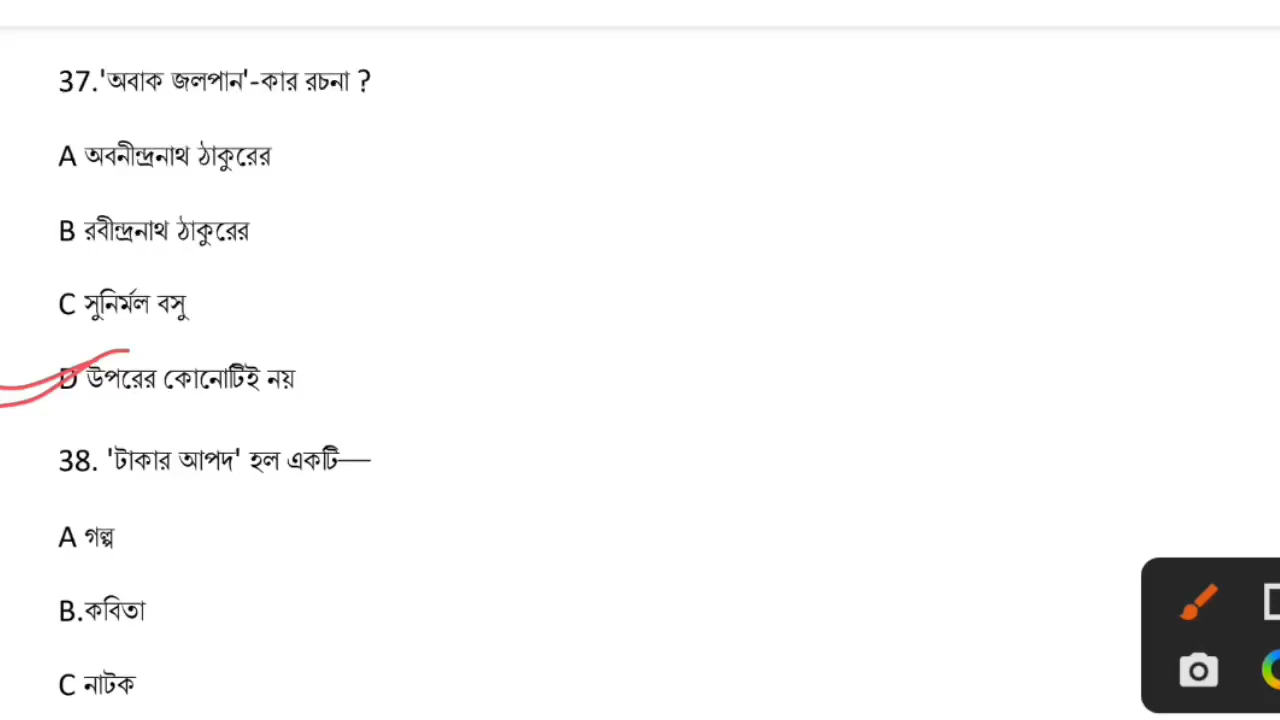 37.'অবাক জলপান'-কার রচনা ?
A অবনীন্দ্রনাথ ঠাকুরের
B রবীন্দ্রনাথ ঠাকুরের
C সুনির্মল বসু
D উপরের কোনোটিই নয়
38. 'টাকার আপদ' হল একটি—
A গল্প
B.কবিতা
C নাটক